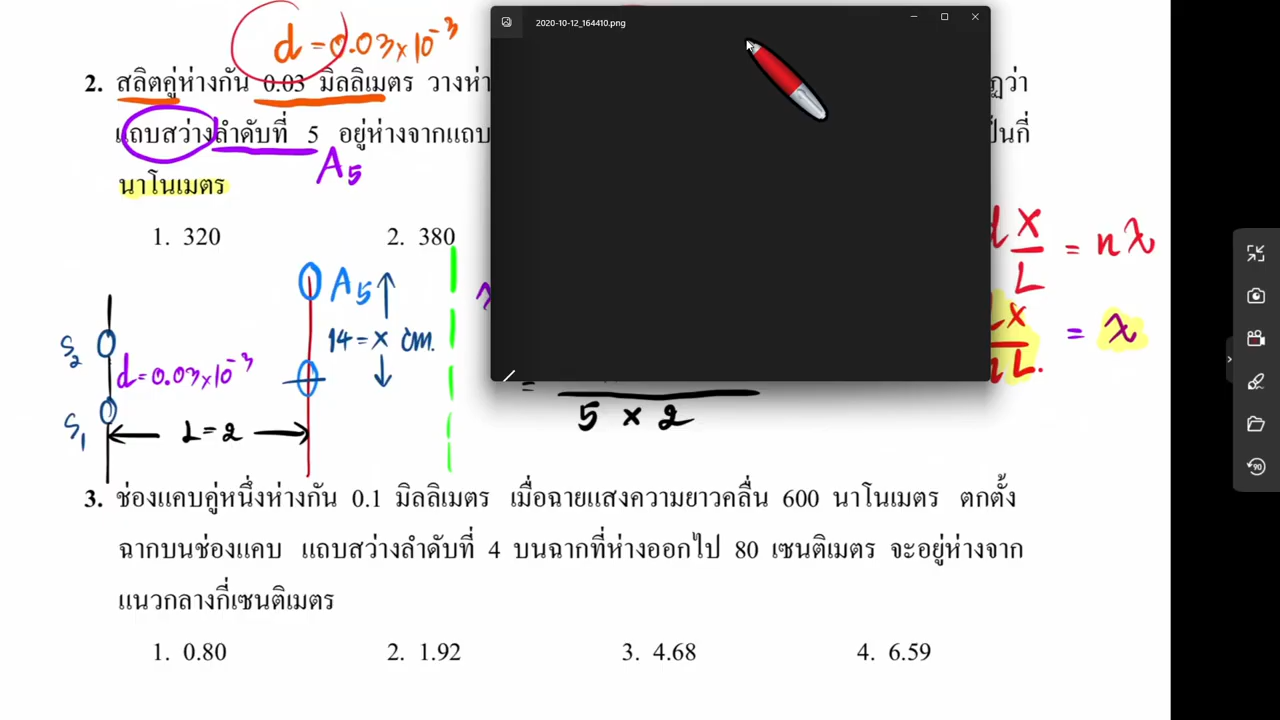 d = 0.03×10⁻³
2020-10-12_164410.png
2. สลิตคู่ห่างกัน 0.03 มิลลิเมตร วางห่า ฏว่า
แถบสว่างลำดับที่ 5 อยู่ห่างจากแถบ ป็นกี่
A5
นาโนเมตร
1. 320 2. 380
d X/L = nλ
A5
14 = x cm.
X/nL = λ
S2
d = 0.03×10⁻³
S1
L = 2
=
5 × 2
3. ช่องแคบคู่หนึ่งห่างกัน 0.1 มิลลิเมตร เมื่อฉายแสงความยาวคลื่น 600 นาโนเมตร ตกตั้ง
ฉากบนช่องแคบ แถบสว่างลำดับที่ 4 บนฉากที่ห่างออกไป 80 เซนติเมตร จะอยู่ห่างจาก
แนวกลางกี่เซนติเมตร
1. 0.80 2. 1.92 3. 4.68 4. 6.59
90